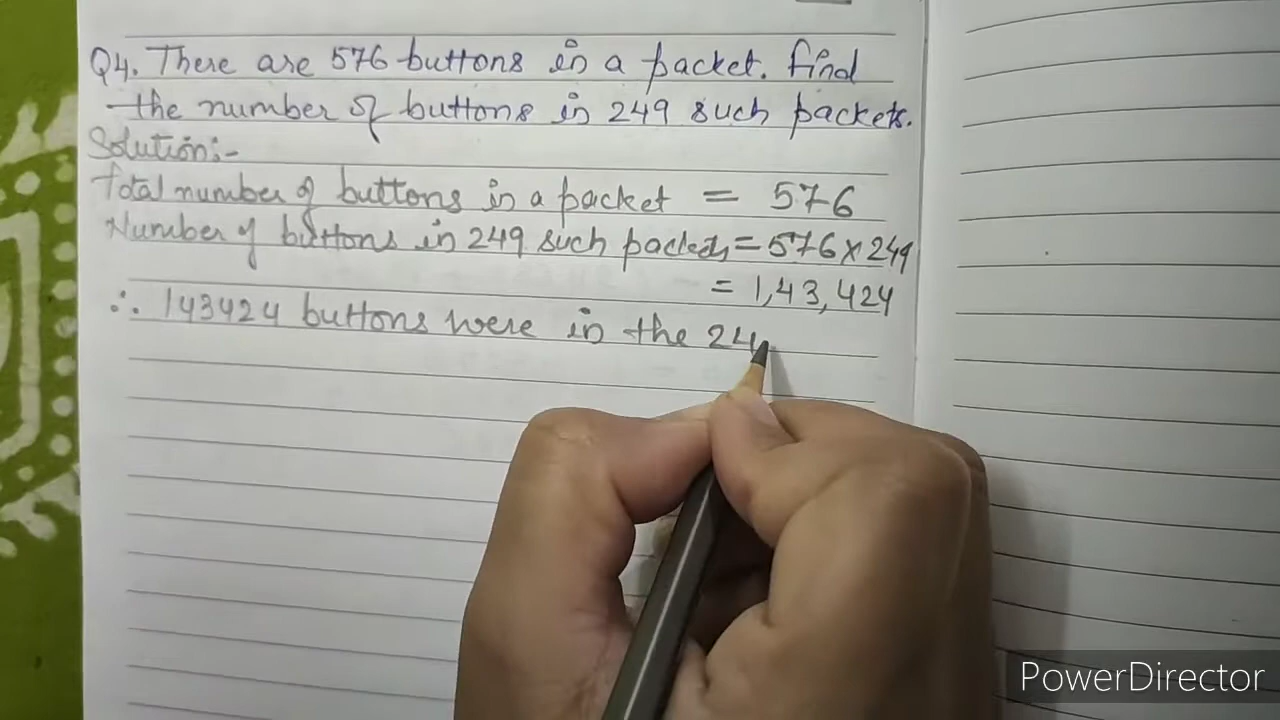 Q4. There are 576 buttons in a packet. Find
the number of buttons in 249 such packets.
Solution:-
Total number of buttons in a packet = 576
Number of buttons in 249 such packets = 576 × 249
= 1,43,424
∴ 143424 buttons were in the 24
PowerDirector